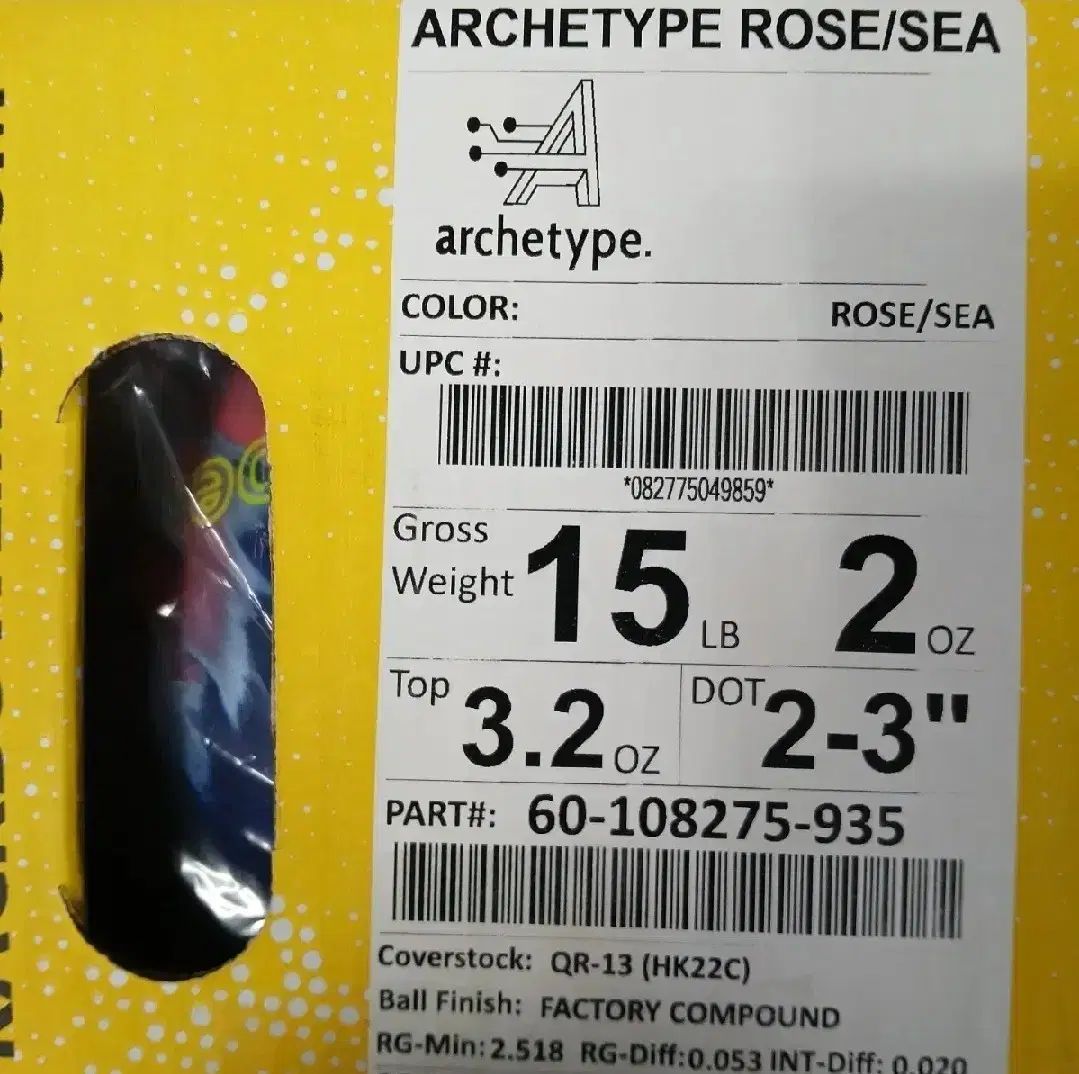 ARCHETYPE ROSE/SEA
archetype.
COLOR: ROSE/SEA
UPC #:
*082775049859*
Gross Weight 15 LB 2 OZ
Top 3.2 OZ DOT 2-3"
PART#: 60-108275-935
Coverstock: QR-13 (HK22C)
Ball Finish: FACTORY COMPOUND
RG-Min: 2.518 RG-Diff: 0.053 INT-Diff: 0.020